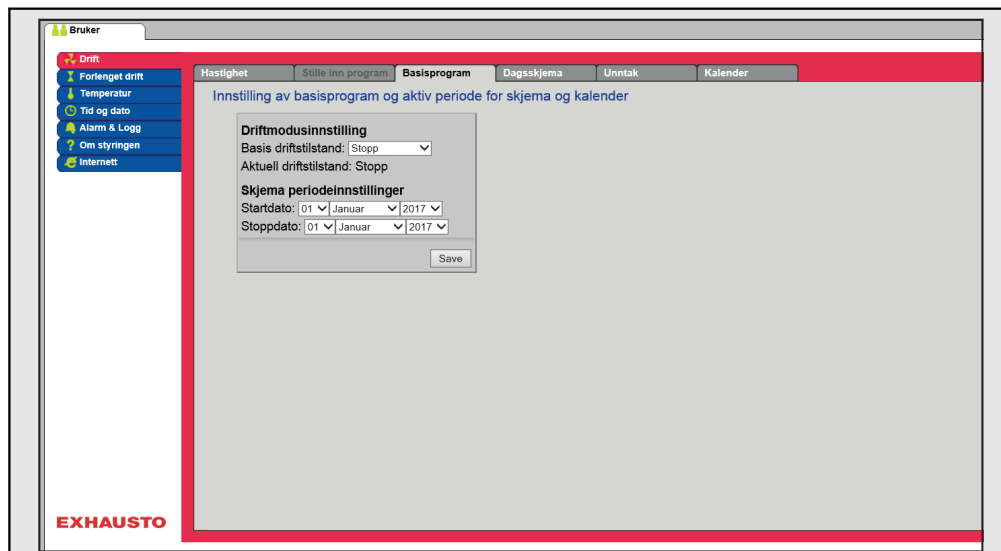 Bruker
Drift
Forlenget drift
Temperatur
Tid og dato
Alarm & Logg
Om styringen
Internett
Hastighet Stille inn program Basisprogram Dagsskjema Unntak Kalender
Innstilling av basisprogram og aktiv periode for skjema og kalender
Driftmodusinnstilling
Basis driftstilstand: Stopp
Aktuell driftstilstand: Stopp
Skjema periodeinnstillinger
Startdato: 01 Januar 2017
Stoppdato: 01 Januar 2017
Save
EXHAUSTO